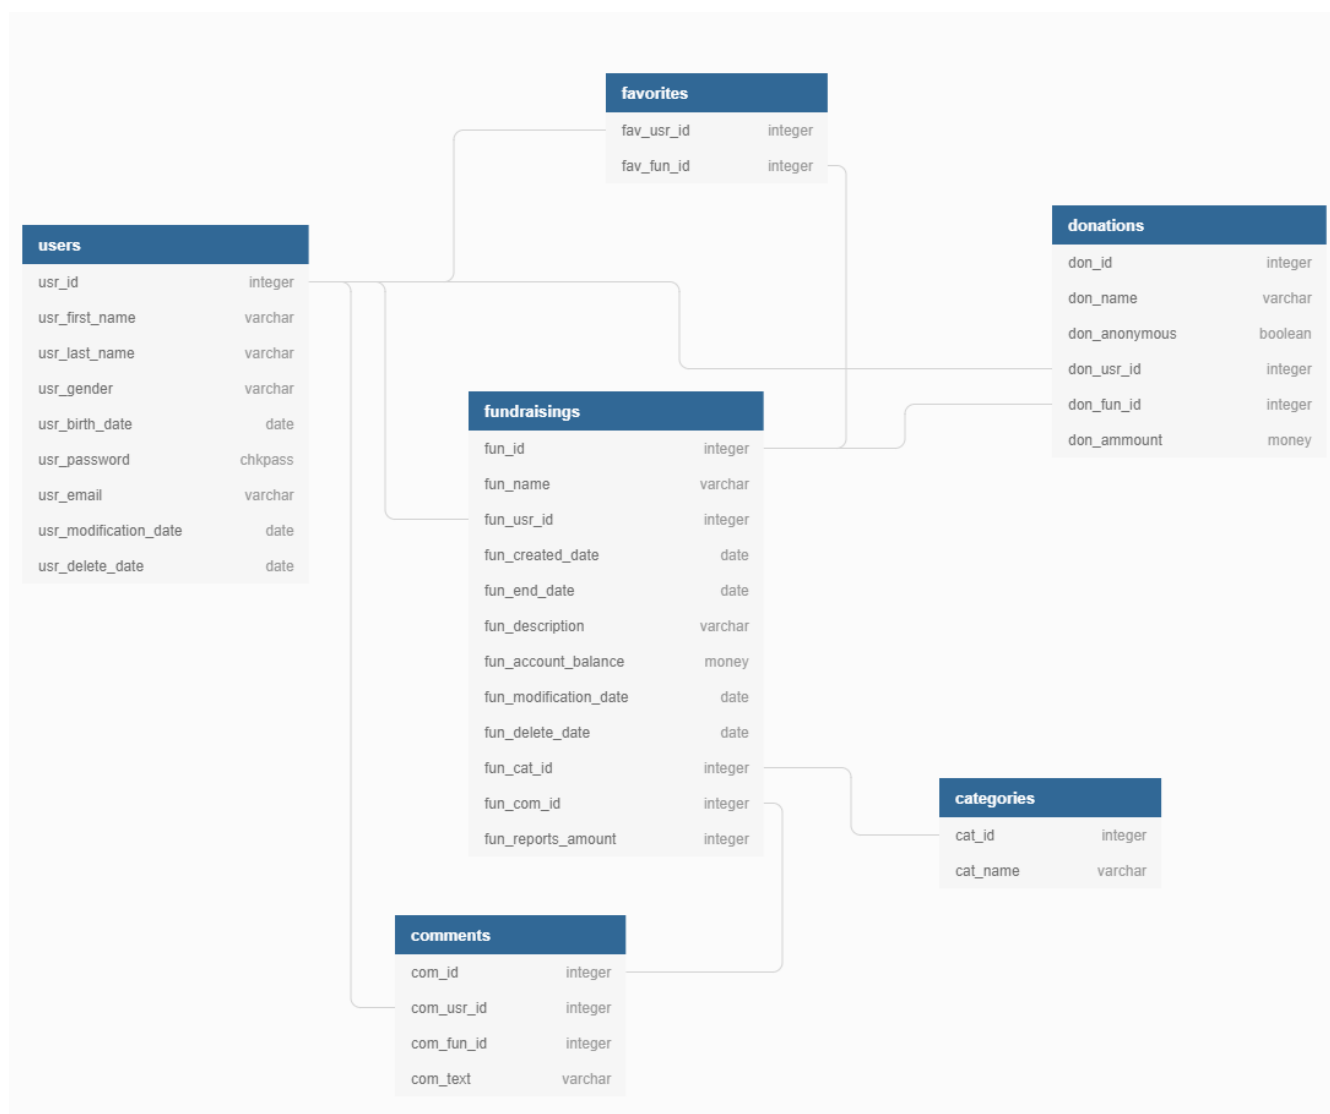 favorites
fav_usr_id integer
fav_fun_id integer
users
usr_id integer
usr_first_name varchar
usr_last_name varchar
usr_gender varchar
usr_birth_date date
usr_password chkpass
usr_email varchar
usr_modification_date date
usr_delete_date date
donations
don_id integer
don_name varchar
don_anonymous boolean
don_usr_id integer
don_fun_id integer
don_ammount money
fundraisings
fun_id integer
fun_name varchar
fun_usr_id integer
fun_created_date date
fun_end_date date
fun_description varchar
fun_account_balance money
fun_modification_date date
fun_delete_date date
fun_cat_id integer
fun_com_id integer
fun_reports_amount integer
categories
cat_id integer
cat_name varchar
comments
com_id integer
com_usr_id integer
com_fun_id integer
com_text varchar